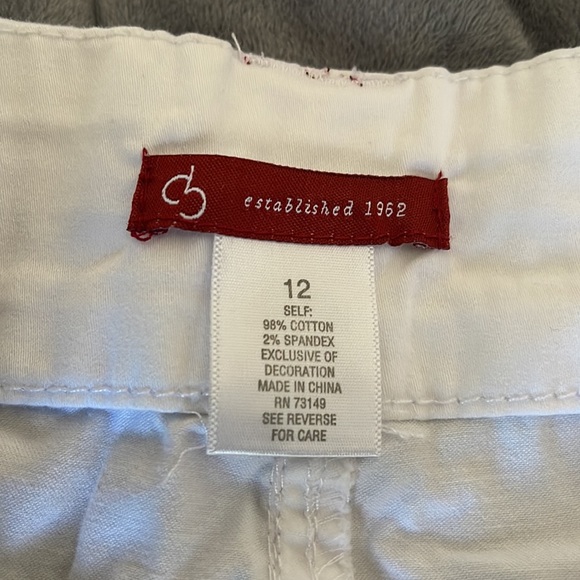 established 1962
12
SELF:
98% COTTON
2% SPANDEX
EXCLUSIVE OF
DECORATION
MADE IN CHINA
RN 73149
SEE REVERSE
FOR CARE